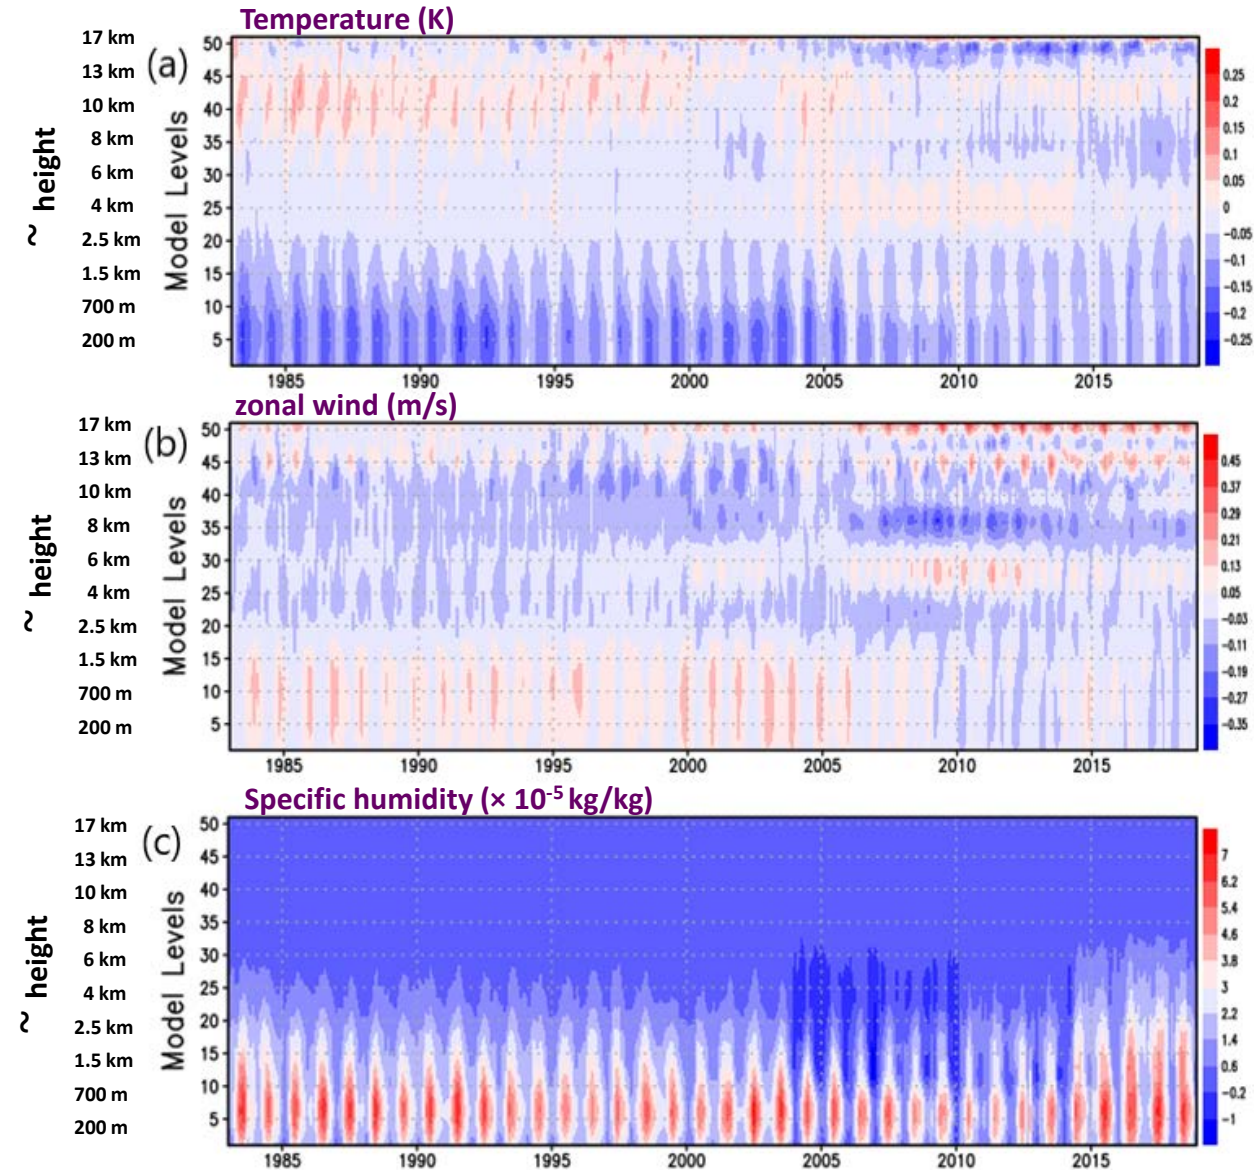 Temperature (K)
17 km
13 km
10 km
8 km
6 km
4 km
2.5 km
1.5 km
700 m
200 m
~ height
Model Levels
(a)
50
45
40
35
30
25
20
15
10
5
1985
1990
1995
2000
2005
2010
2015
0.25
0.2
0.15
0.1
0.05
0
−0.05
−0.1
−0.15
−0.2
−0.25
zonal wind (m/s)
17 km
13 km
10 km
8 km
6 km
4 km
2.5 km
1.5 km
700 m
200 m
~ height
Model Levels
(b)
50
45
40
35
30
25
20
15
10
5
1985
1990
1995
2000
2005
2010
2015
0.45
0.37
0.29
0.21
0.13
0.05
−0.03
−0.11
−0.19
−0.27
−0.35
Specific humidity (× 10-5 kg/kg)
17 km
13 km
10 km
8 km
6 km
4 km
2.5 km
1.5 km
700 m
200 m
~ height
Model Levels
(c)
50
45
40
35
30
25
20
15
10
5
1985
1990
1995
2000
2005
2010
2015
7
6.2
5.4
4.6
3.8
3
2.2
1.4
0.5
−0.2
−1